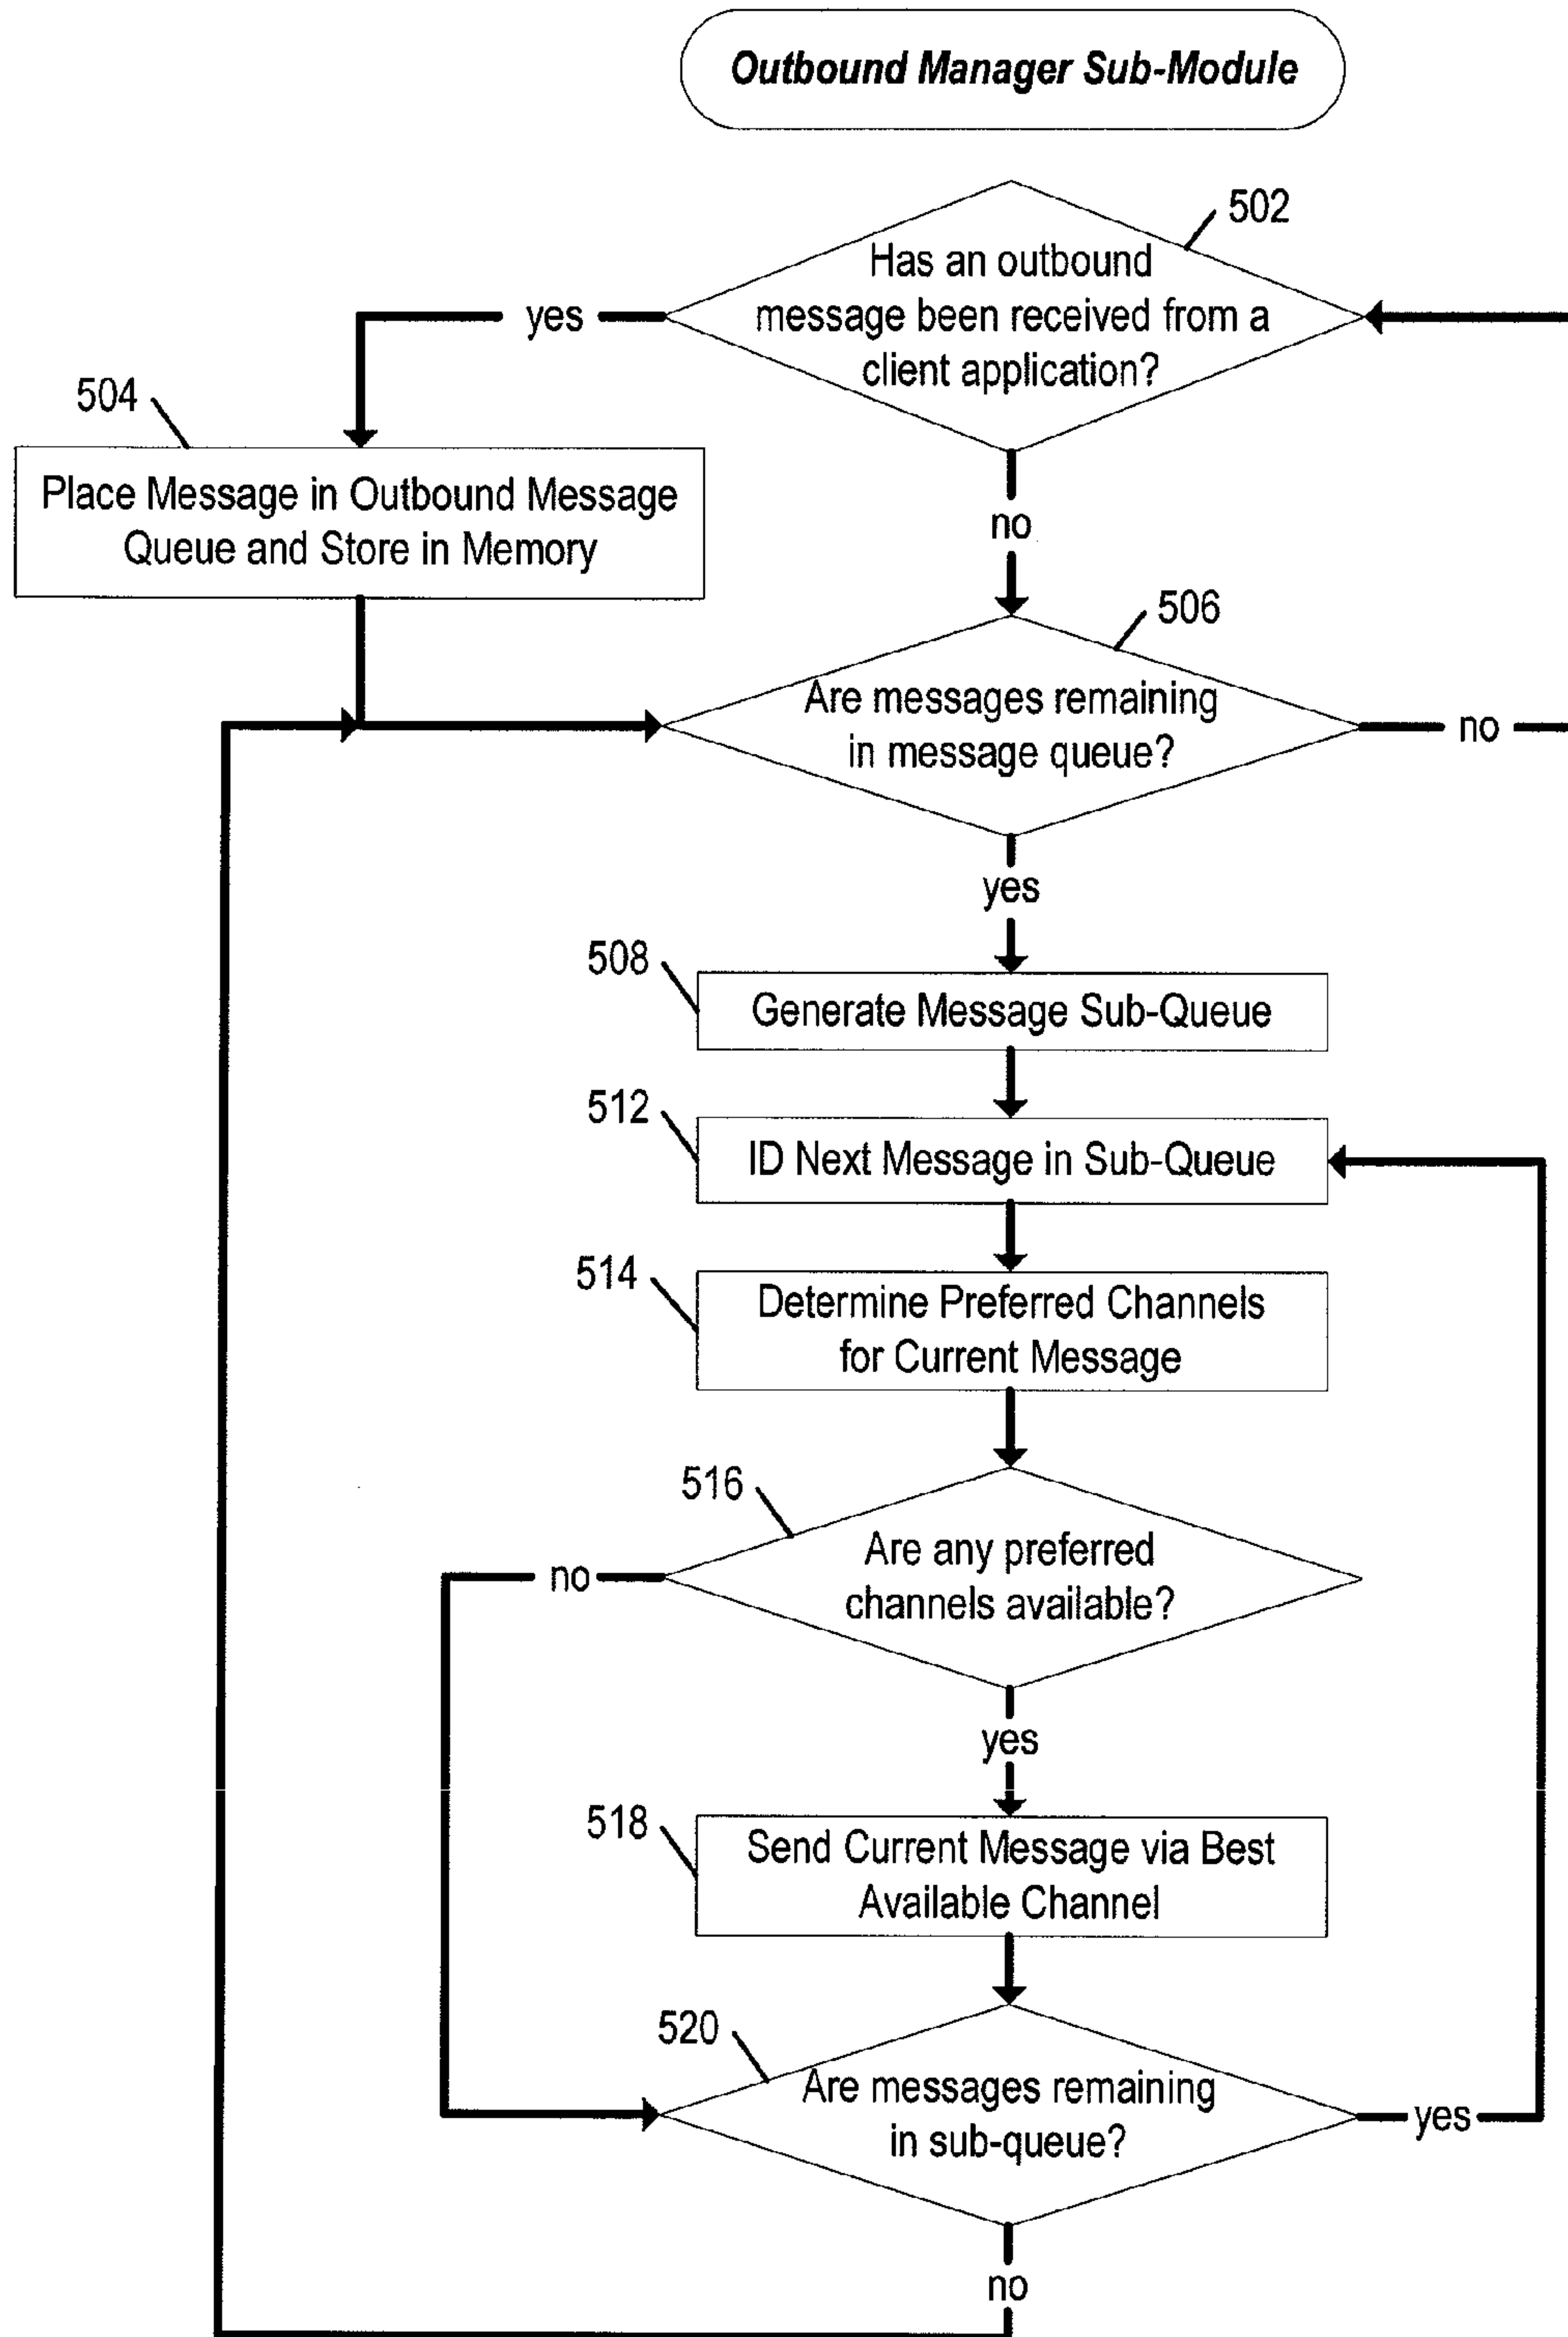 Outbound Manager Sub-Module
502
Has an outbound
message been received from a
client application?
yes
504
Place Message in Outbound Message
Queue and Store in Memory
no
506
Are messages remaining
in message queue?
no
yes
508
Generate Message Sub-Queue
512
ID Next Message in Sub-Queue
514
Determine Preferred Channels
for Current Message
516
Are any preferred
channels available?
no
yes
518
Send Current Message via Best
Available Channel
520
Are messages remaining
in sub-queue?
yes
no